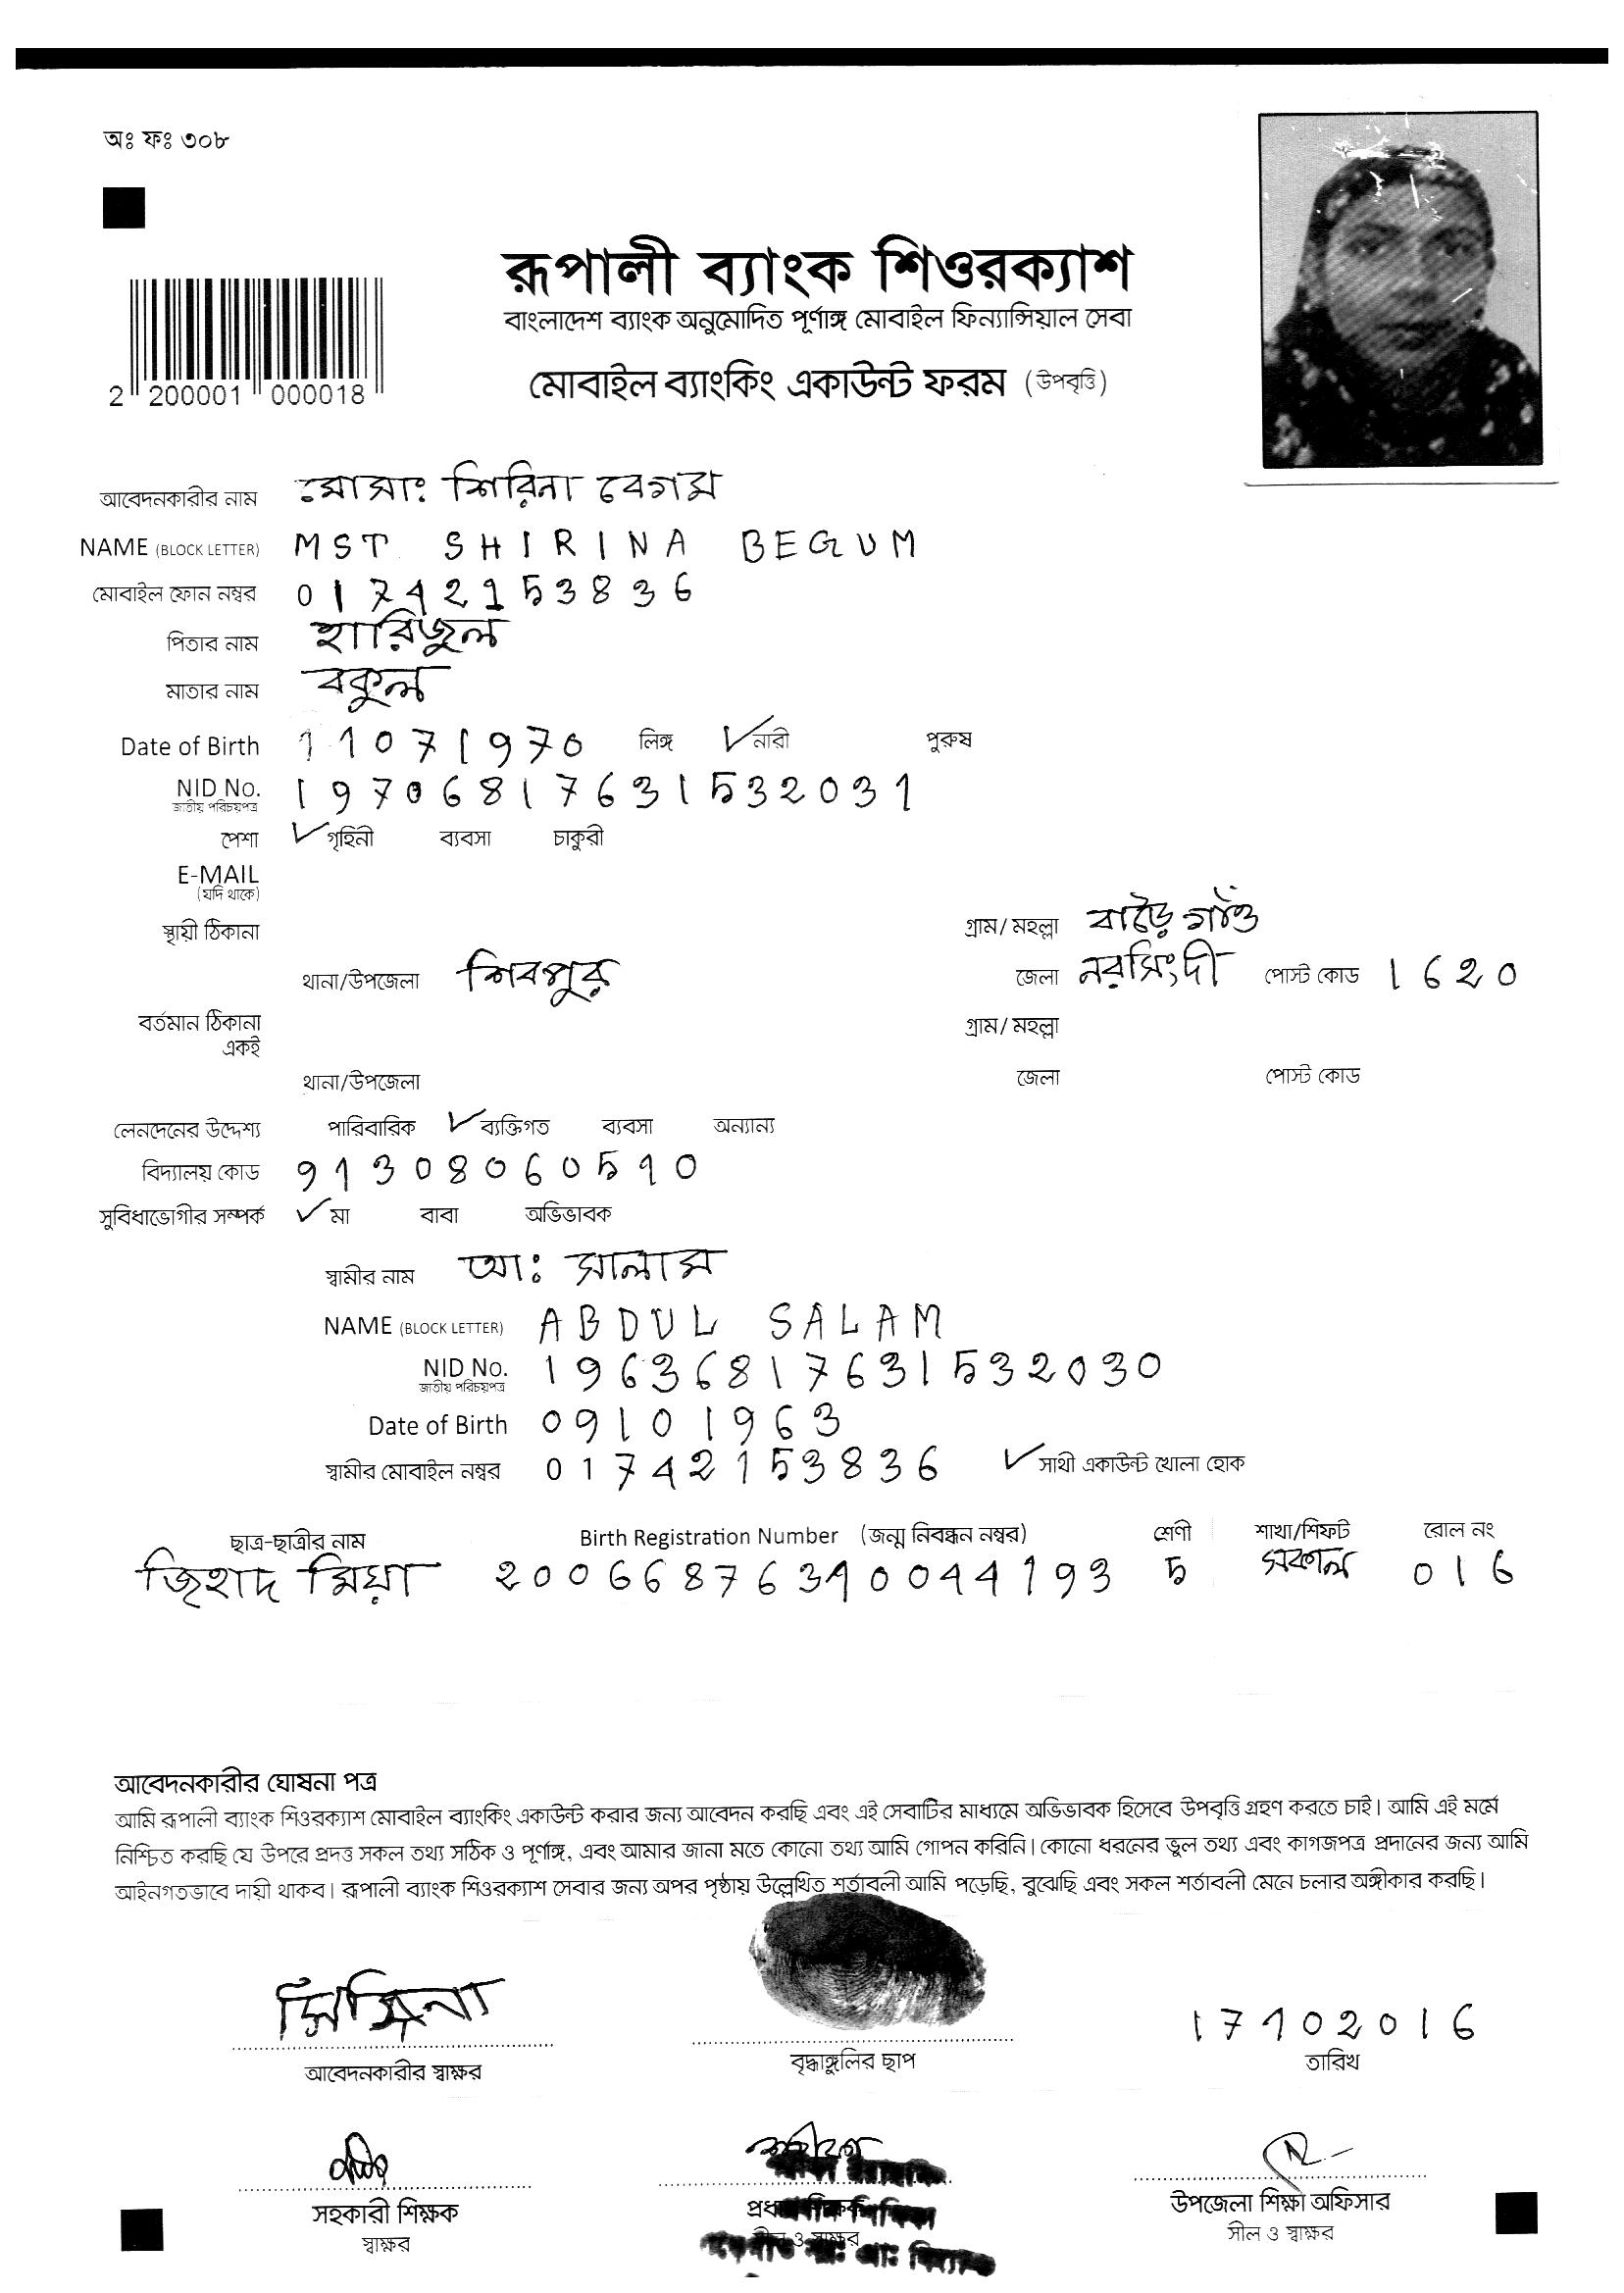 অঃ ফঃ ৩০৮
রূপালী ব্যাংক শিওরক্যাশ
বাংলাদেশ ব্যাংক অনুমোদিত পূর্ণাঙ্গ মোবাইল ফিন্যান্সিয়াল সেবা
মোবাইল ব্যাংকিং একাউন্ট ফরম (উপবৃত্তি)
2 200001 000018
আবেদনকারীর নাম মোসাঃ শিরিনা বেগম
NAME (BLOCK LETTER) MST SHIRINA BEGUM
মোবাইল ফোন নম্বর 01742153836
পিতার নাম হারিজুল
মাতার নাম বকুল
Date of Birth 11071970 লিঙ্গ ✓ নারী পুরুষ
NID No. 19706817631532031
জাতীয় পরিচয়পত্র
পেশা ✓ গৃহিনী ব্যবসা চাকুরী
E-MAIL
(যদি থাকে)
স্থায়ী ঠিকানা গ্রাম/ মহল্লা বাড়ৈ গাঁও
থানা/উপজেলা শিবপুর জেলা নরসিংদী পোস্ট কোড 1620
বর্তমান ঠিকানা গ্রাম/ মহল্লা
একই
থানা/উপজেলা জেলা পোস্ট কোড
লেনদেনের উদ্দেশ্য পারিবারিক ✓ ব্যক্তিগত ব্যবসা অন্যান্য
বিদ্যালয় কোড 91308060510
সুবিধাভোগীর সম্পর্ক ✓ মা বাবা অভিভাবক
স্বামীর নাম আঃ সালাম
NAME (BLOCK LETTER) ABDUL SALAM
NID No. 19636817631532030
জাতীয় পরিচয়পত্র
Date of Birth 09101963
স্বামীর মোবাইল নম্বর 01742153836 ✓ সাথী একাউন্ট খোলা হোক
ছাত্র-ছাত্রীর নাম Birth Registration Number (জন্ম নিবন্ধন নম্বর) শ্রেণী শাখা/শিফট রোল নং
জিহাদ মিয়া 20066876310044193 5 সকাল 016
আবেদনকারীর ঘোষনা পত্র
আমি রূপালী ব্যাংক শিওরক্যাশ মোবাইল ব্যাংকিং একাউন্ট করার জন্য আবেদন করছি এবং এই সেবাটির মাধ্যমে অভিভাবক হিসেবে উপবৃত্তি গ্রহণ করতে চাই। আমি এই মর্মে
নিশ্চিত করছি যে উপরে প্রদত্ত সকল তথ্য সঠিক ও পূর্ণাঙ্গ, এবং আমার জানা মতে কোনো তথ্য আমি গোপন করিনি। কোনো ধরনের ভুল তথ্য এবং কাগজপত্র প্রদানের জন্য আমি
আইনগতভাবে দায়ী থাকব। রূপালী ব্যাংক শিওরক্যাশ সেবার জন্য অপর পৃষ্ঠায় উল্লেখিত শর্তাবলী আমি পড়েছি, বুঝেছি এবং সকল শর্তাবলী মেনে চলার অঙ্গীকার করছি।
17102016
আবেদনকারীর স্বাক্ষর বৃদ্ধাঙ্গুলির ছাপ তারিখ
সহকারী শিক্ষক প্রধান শিক্ষক উপজেলা শিক্ষা অফিসার
স্বাক্ষর সীল ও স্বাক্ষর সীল ও স্বাক্ষর